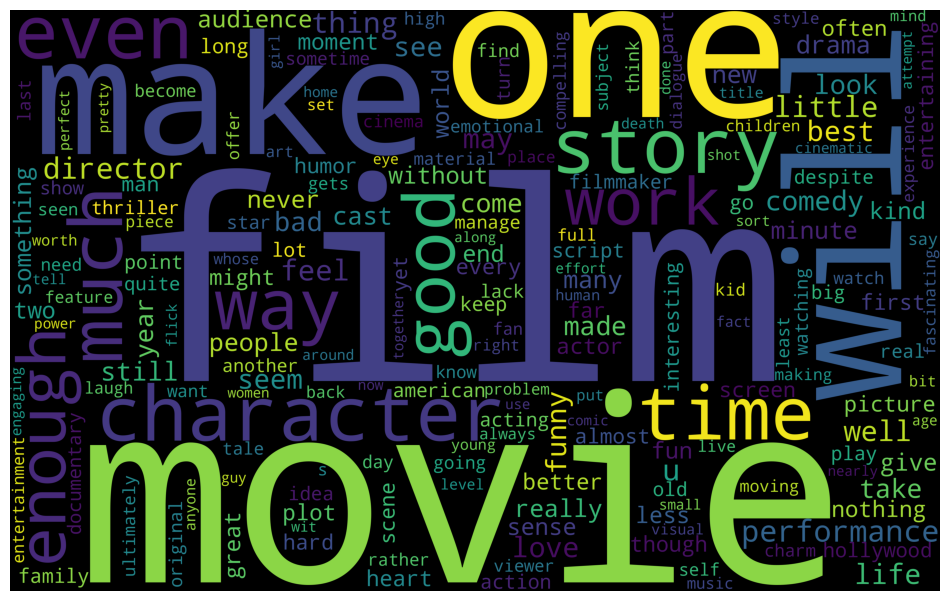 film
movie
one
make
will
time
story
character
way
good
work
even
much
enough
audience
thing
high
style
mind
often
long
moment
see
find
turn
part
drama
sometime
girl
world
compelling
subject
think
done
dialogue
new
title
look
attempt
entertaining
last
perfect
pretty
become
offer
home
set
cinema
emotional
may
children
little
best
director
art
humor
eye
material
place
death
shot
cinematic
despite
experience
something
show
man
gets
without
filmmaker
go
comedy
kind
seen
thriller
never
star
bad
cast
come
manage
sort
minute
say
worth
piece
whose
lot
along
end
full
script
need
point
might
feel
yet
every
many
interesting
kid
watch
fascinating
tell
quite
year
keep
lack
effort
human
far
fact
least
watching
big
first
two
feature
flick
people
together
fan
made
actor
real
power
another
around
right
still
seem
know
screen
making
bit
engaging
laugh
want
women
back
now
american
problem
put
picture
age
documentary
tale
use
comic
acting
always
young
funny
almost
fun
live
well
play
nearly
entertainment
guy
s
day
going
level
better
u
old
moving
give
take
nothing
ultimately
original
anyone
idea
wit
plot
scene
really
small
less
visual
performance
great
hard
sense
love
though
charm
hollywood
family
heart
rather
viewer
action
self
music
life